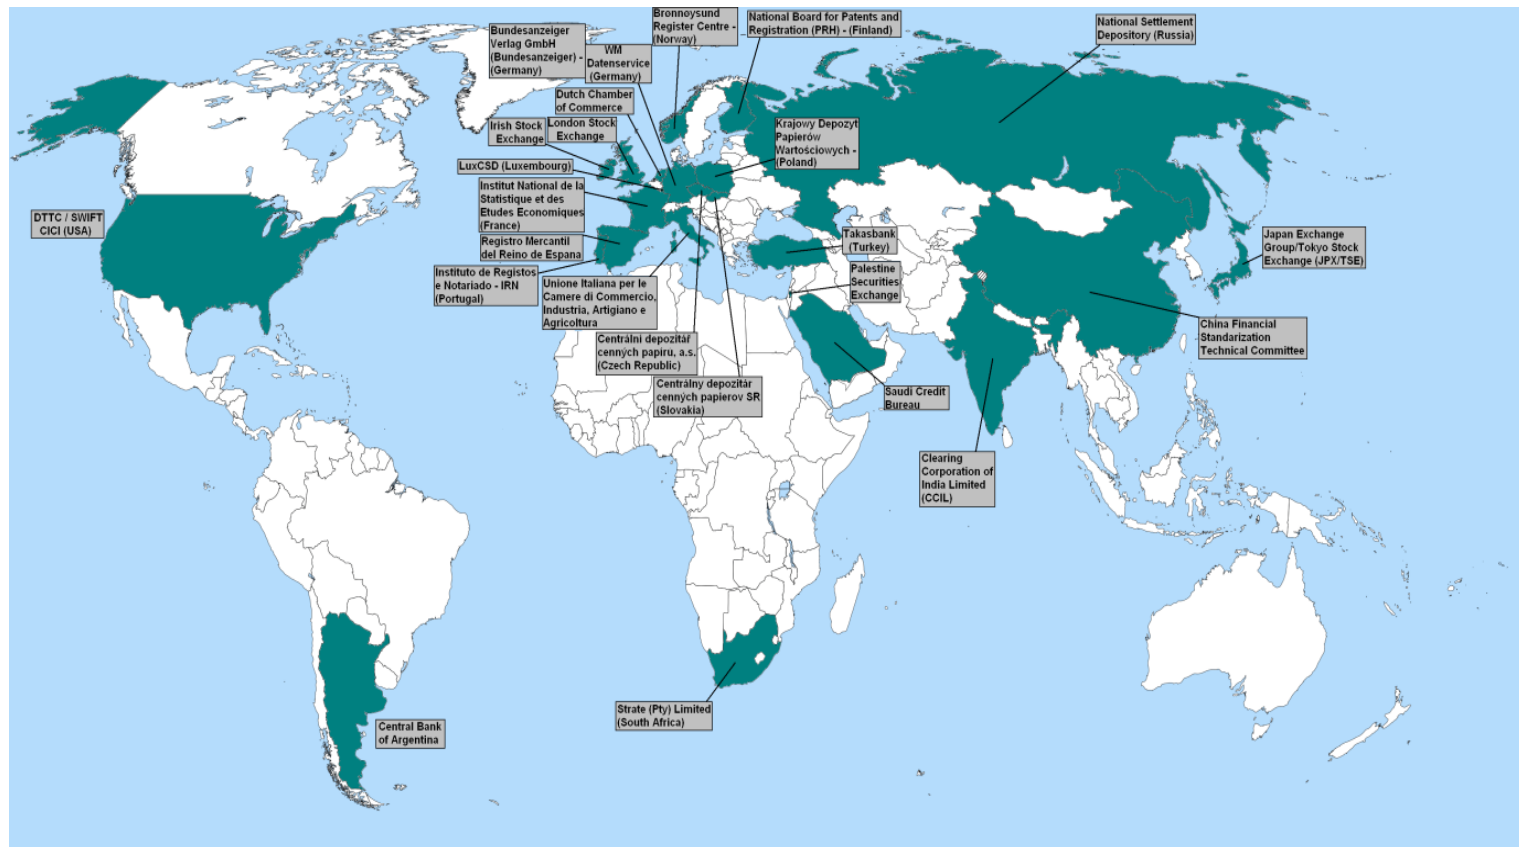 Bundesanzeiger
Verlag GmbH
(Bundesanzeiger) -
(Germany)
WM
Datenservice
(Germany)
Bronnoysund
Register Centre -
(Norway)
National Board for Patents and
Registration (PRH) - (Finland)
National Settlement
Depository (Russia)
Dutch Chamber
of Commerce
Irish Stock
Exchange
London Stock
Exchange
Krajowy Depozyt
Papierów
Wartościowych -
(Poland)
LuxCSD (Luxembourg)
Institut National de la
Statistique et des
Etudes Economiques
(France)
DTTC / SWIFT
CICI (USA)
Registro Mercantil
del Reino de Espana
Takasbank
(Turkey)
Japan Exchange
Group/Tokyo Stock
Exchange (JPX/TSE)
Instituto de Registos
e Notariado - IRN
(Portugal)
Unione Italiana per le
Camere di Commercio,
Industria, Artigiano e
Agricoltura
Palestine
Securities
Exchange
Centrální depozitář
cenných papíru, a.s.
(Czech Republic)
China Financial
Standarization
Technical Committee
Centrálny depozitár
cenných papierov SR
(Slovakia)
Saudi Credit
Bureau
Clearing
Corporation of
India Limited
(CCIL)
Strate (Pty) Limited
(South Africa)
Central Bank
of Argentina